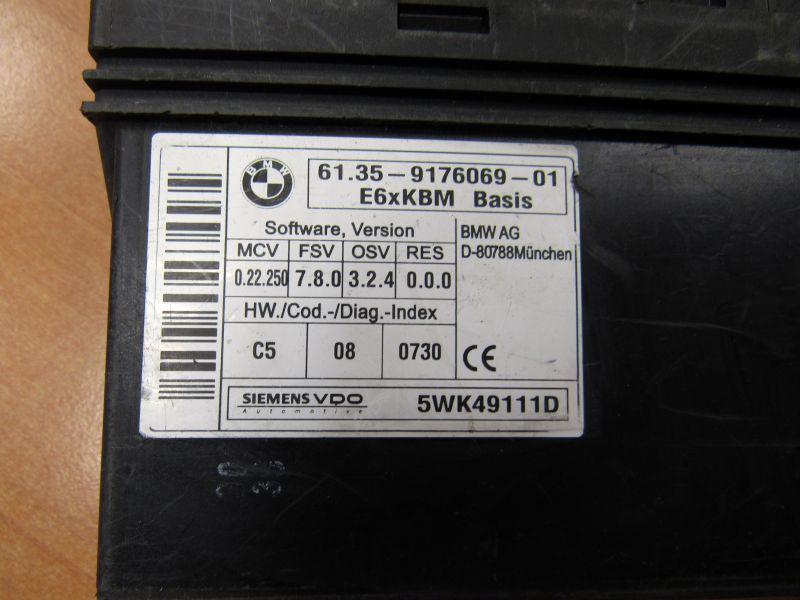 BMW
61.35-9176069-01
E6xKBM Basis
Software, Version
MCV FSV OSV RES
0.22.250 7.8.0 3.2.4 0.0.0
HW./Cod.-/Diag.-Index
C5 08 0730
BMW AG
D-80788München
CE
SIEMENS VDO
Automotive
5WK49111D